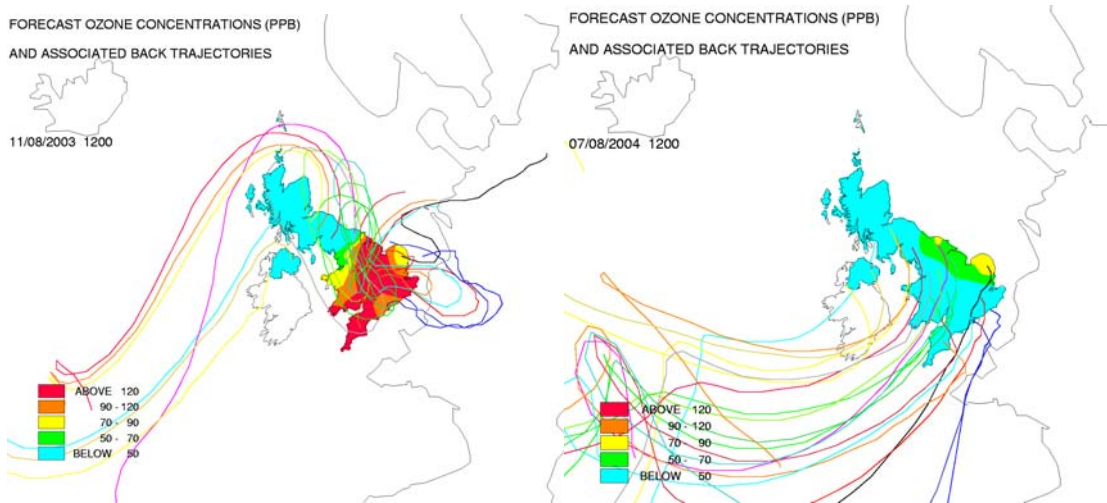 FORECAST OZONE CONCENTRATIONS (PPB)
AND ASSOCIATED BACK TRAJECTORIES
11/08/2003 1200
ABOVE 120
90 - 120
70 - 90
50 - 70
BELOW 50
FORECAST OZONE CONCENTRATIONS (PPB)
AND ASSOCIATED BACK TRAJECTORIES
07/08/2004 1200
ABOVE 120
90 - 120
70 - 90
50 - 70
BELOW 50